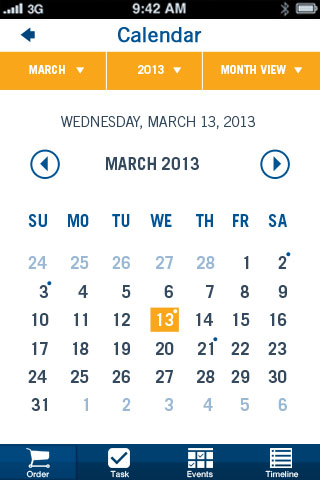 3G 9:42 AM
Calendar
MARCH 2013 MONTH VIEW
WEDNESDAY, MARCH 13, 2013
MARCH 2013
SU MO TU WE TH FR SA
24 25 26 27 28 1 2
3 4 5 6 7 8 9
10 11 12 13 14 15 16
17 18 19 20 21 22 23
24 25 26 27 28 29 30
31 1 2 3 4 5 6
Order Task Events Timeline